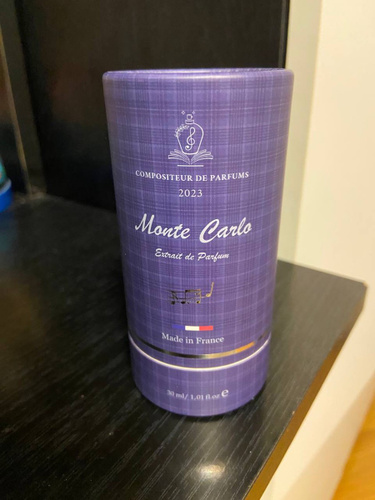 COMPOSITEUR DE PARFUMS
2023
Monte Carlo
Extrait de Parfum
Made in France
30 ml/ 1.01 fl oz e